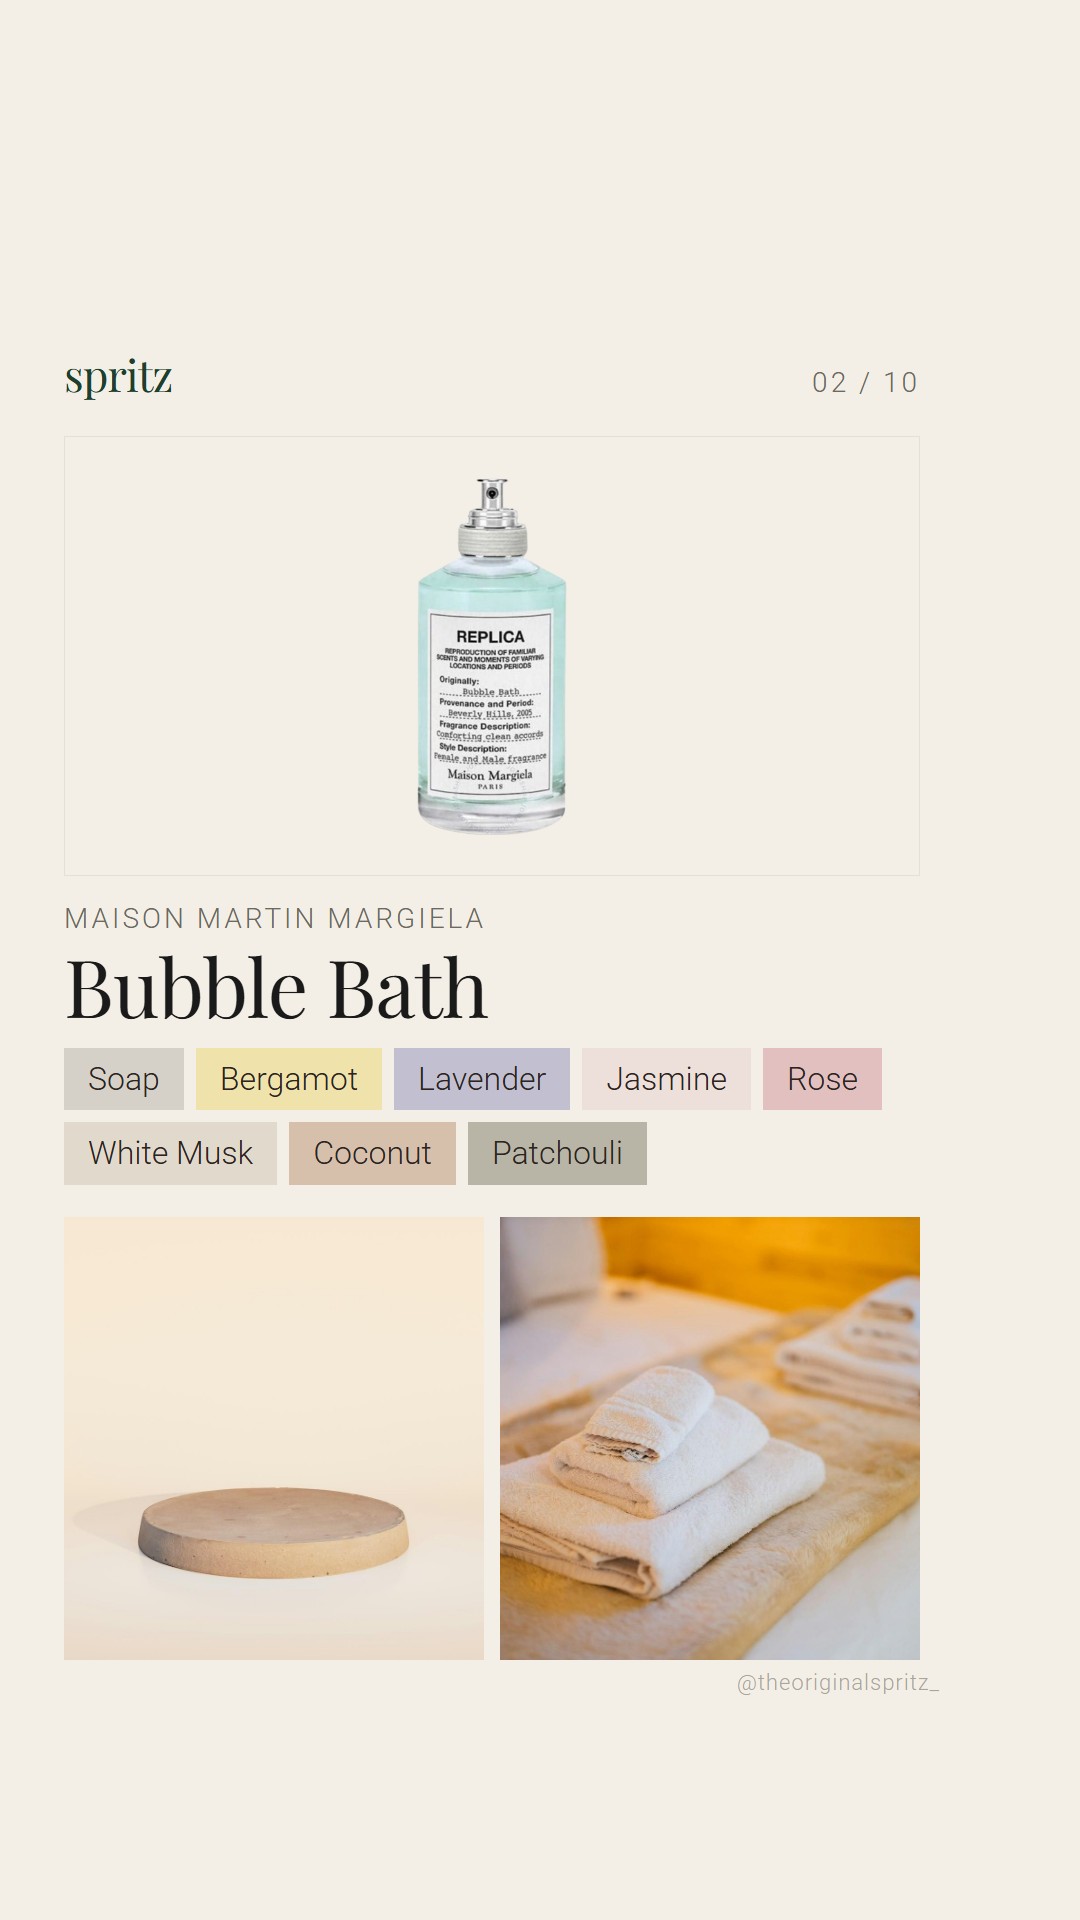 spritz
02 / 10
REPLICA
REPRODUCTION OF FAMILIAR
SCENTS AND MOMENTS OF VARYING
LOCATIONS AND PERIODS
Originally:
Bubble Bath
Provenance and Period:
Beverly Hills, 2005
Fragrance Description:
Comforting clean accords
Style Description:
Female and Male fragrance
Maison Margiela
PARIS
MAISON MARTIN MARGIELA
Bubble Bath
Soap Bergamot Lavender Jasmine Rose
White Musk Coconut Patchouli
@theoriginalspritz_